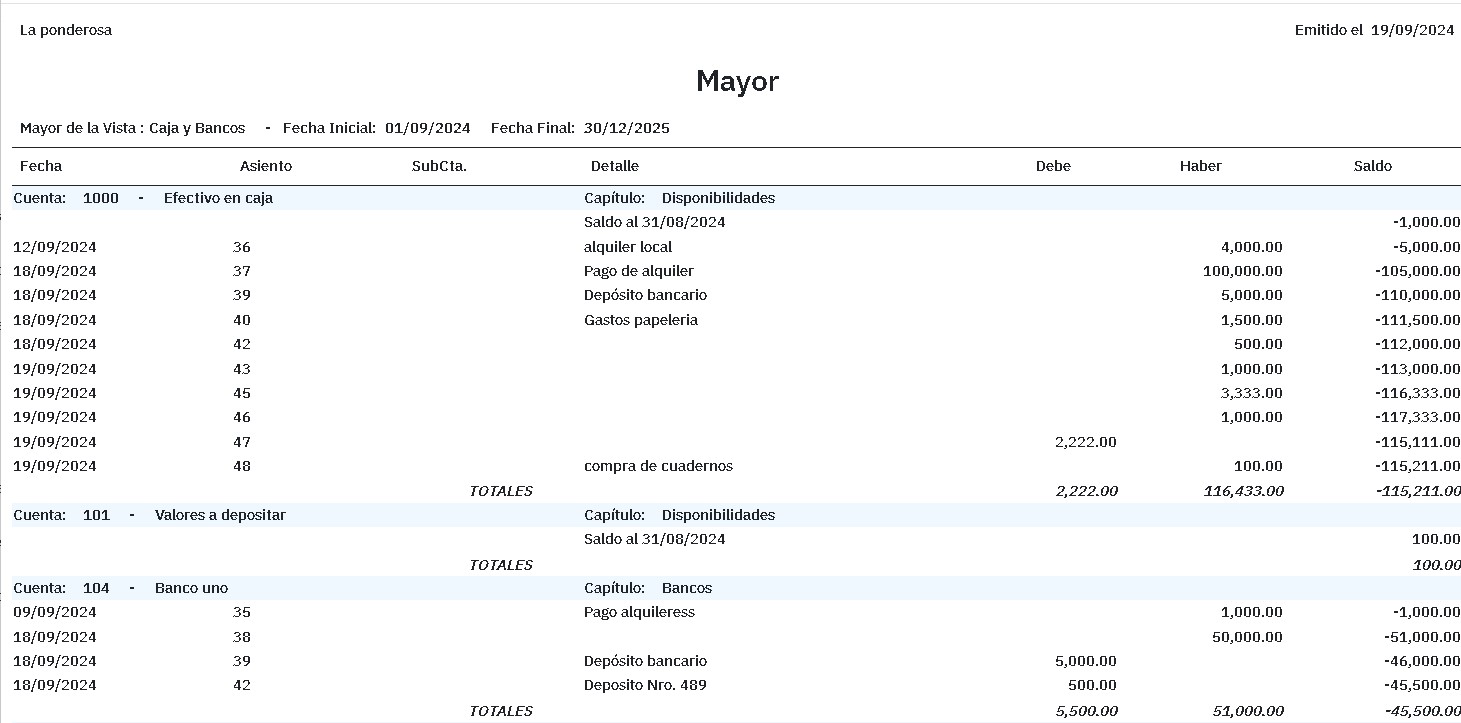 La ponderosa Emitido el 19/09/2024
Mayor
Mayor de la Vista : Caja y Bancos - Fecha Inicial: 01/09/2024 Fecha Final: 30/12/2025
Fecha Asiento SubCta. Detalle Debe Haber Saldo
Cuenta: 1000 - Efectivo en caja Capítulo: Disponibilidades
Saldo al 31/08/2024 -1,000.00
12/09/2024 36 alquiler local 4,000.00 -5,000.00
18/09/2024 37 Pago de alquiler 100,000.00 -105,000.00
18/09/2024 39 Depósito bancario 5,000.00 -110,000.00
18/09/2024 40 Gastos papeleria 1,500.00 -111,500.00
18/09/2024 42 500.00 -112,000.00
19/09/2024 43 1,000.00 -113,000.00
19/09/2024 45 3,333.00 -116,333.00
19/09/2024 46 1,000.00 -117,333.00
19/09/2024 47 2,222.00 -115,111.00
19/09/2024 48 compra de cuadernos 100.00 -115,211.00
TOTALES 2,222.00 116,433.00 -115,211.00
Cuenta: 101 - Valores a depositar Capítulo: Disponibilidades
Saldo al 31/08/2024 100.00
TOTALES 100.00
Cuenta: 104 - Banco uno Capítulo: Bancos
09/09/2024 35 Pago alquileress 1,000.00 -1,000.00
18/09/2024 38 50,000.00 -51,000.00
18/09/2024 39 Depósito bancario 5,000.00 -46,000.00
18/09/2024 42 Deposito Nro. 489 500.00 -45,500.00
TOTALES 5,500.00 51,000.00 -45,500.00